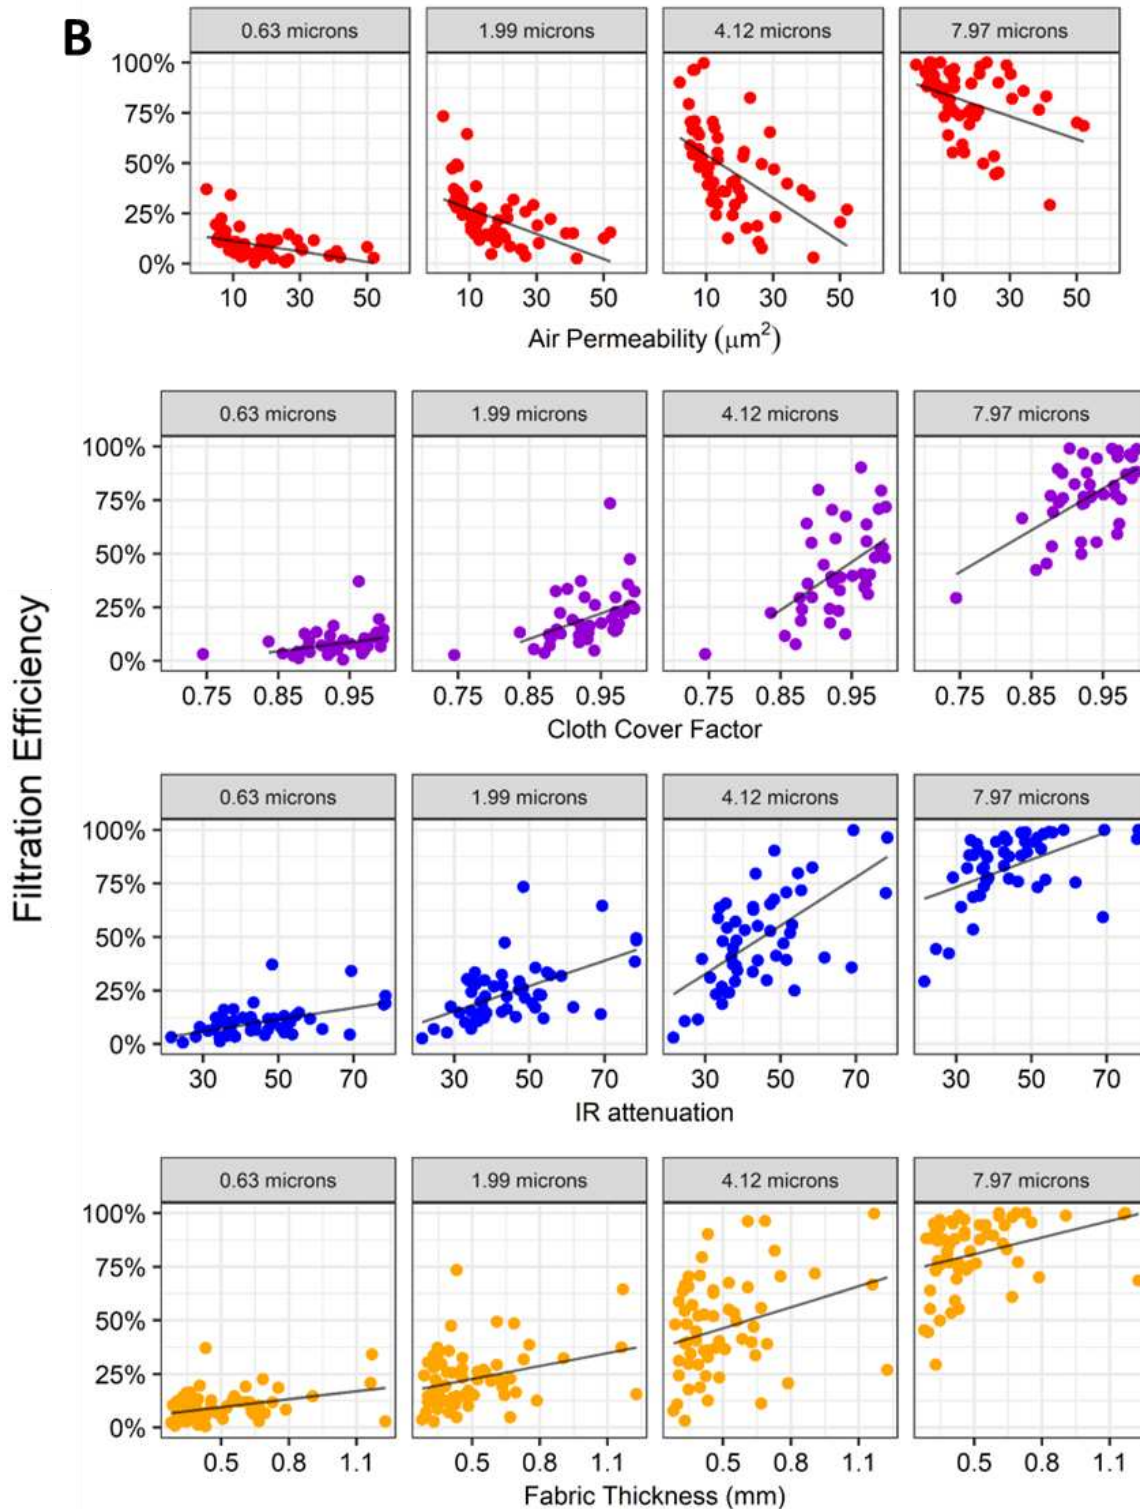 B
0.63 microns 1.99 microns 4.12 microns 7.97 microns
100%
75%
50%
25%
0%
10 30 50 10 30 50 10 30 50 10 30 50
Air Permeability (μm²)
0.63 microns 1.99 microns 4.12 microns 7.97 microns
100%
75%
50%
25%
0%
0.75 0.85 0.95 0.75 0.85 0.95 0.75 0.85 0.95 0.75 0.85 0.95
Cloth Cover Factor
Filtration Efficiency
0.63 microns 1.99 microns 4.12 microns 7.97 microns
100%
75%
50%
25%
0%
30 50 70 30 50 70 30 50 70 30 50 70
IR attenuation
0.63 microns 1.99 microns 4.12 microns 7.97 microns
100%
75%
50%
25%
0%
0.5 0.8 1.1 0.5 0.8 1.1 0.5 0.8 1.1 0.5 0.8 1.1
Fabric Thickness (mm)